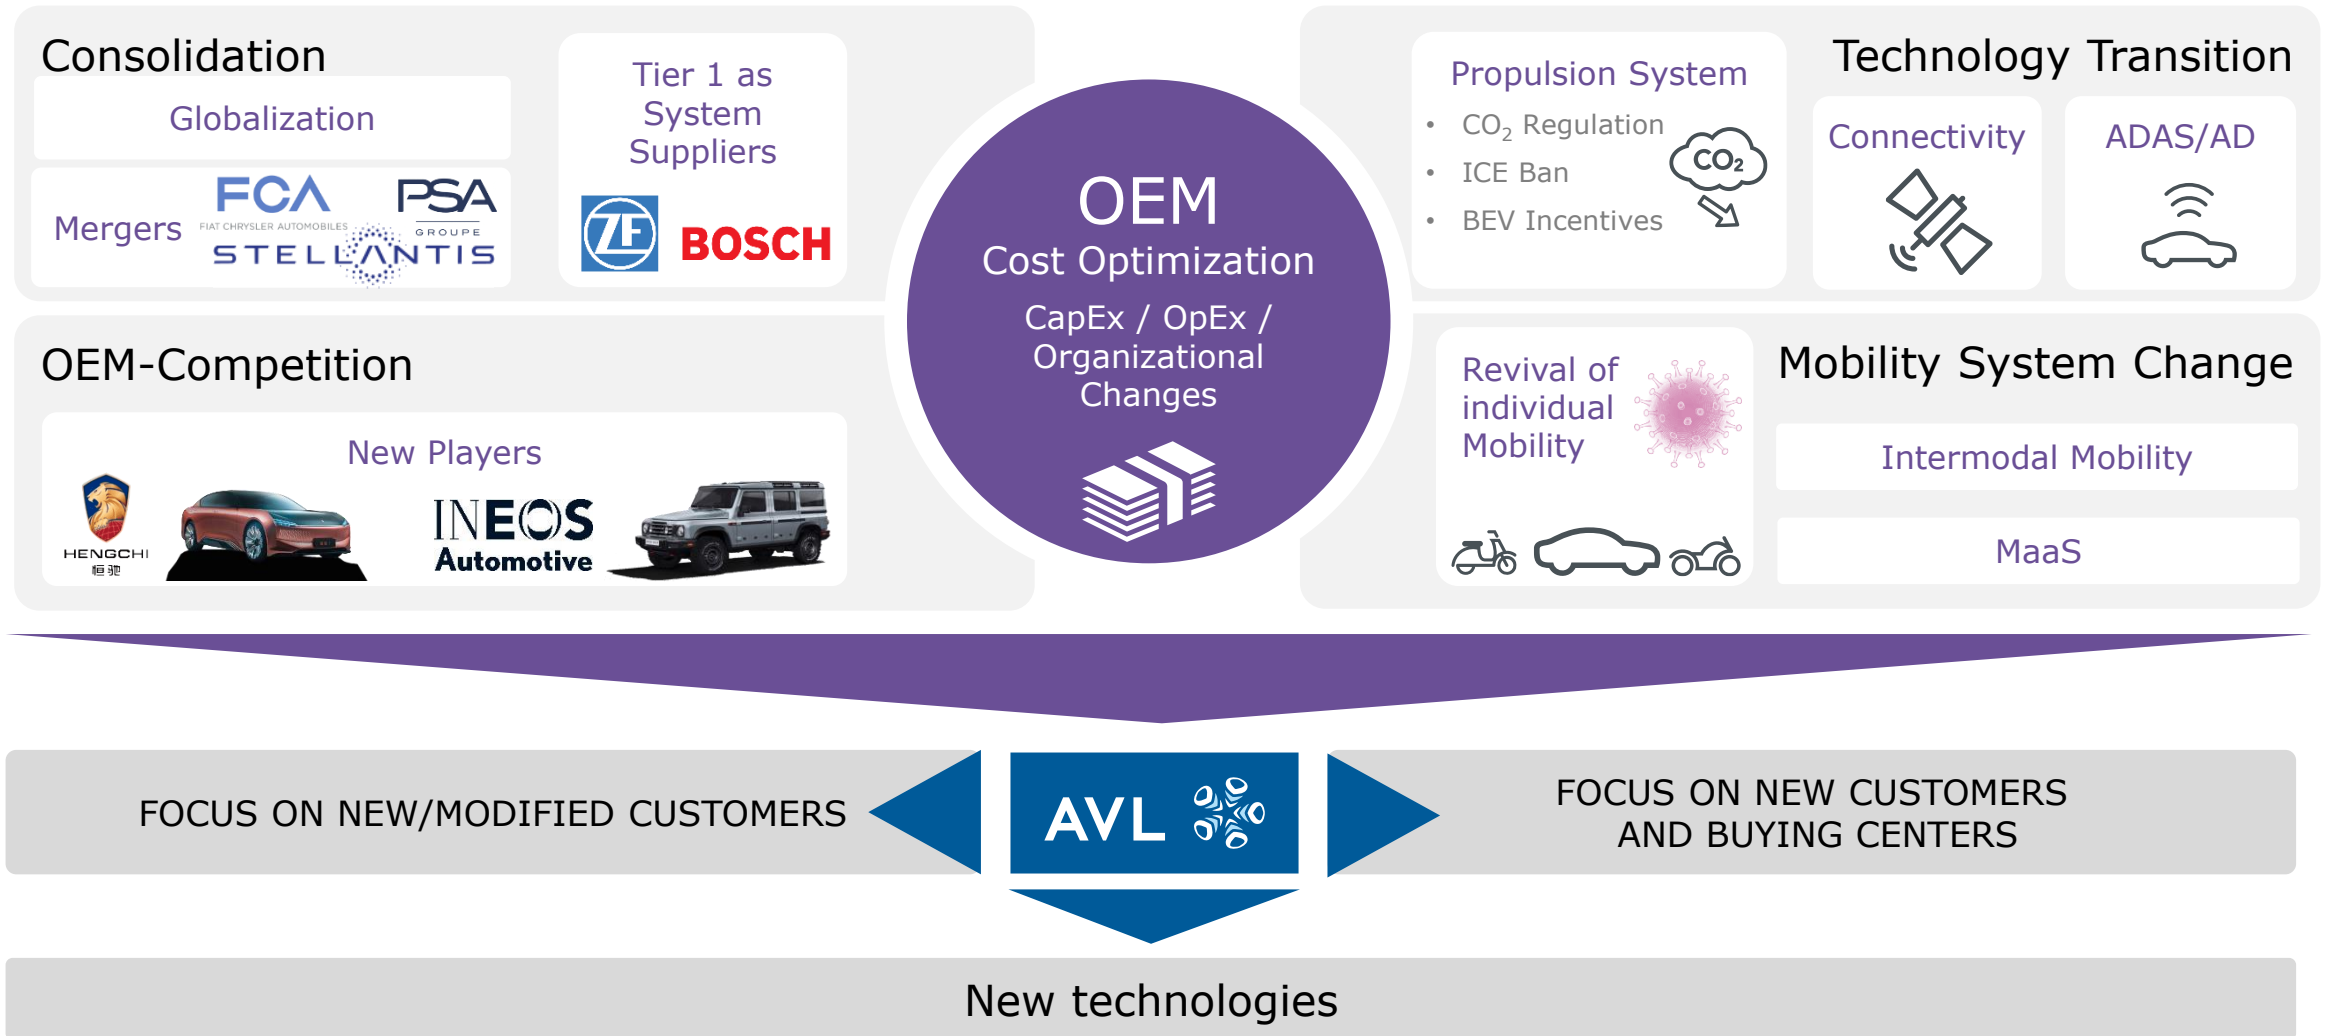 Consolidation
Globalization
Mergers
FCA
FIAT CHRYSLER AUTOMOBILES
PSA
GROUPE
STELLANTIS
Tier 1 as
System
Suppliers
ZF
BOSCH
OEM-Competition
New Players
HENGCHI
恒驰
INEOS
Automotive
OEM
Cost Optimization
CapEx / OpEx /
Organizational
Changes
Technology Transition
Propulsion System
• CO₂ Regulation
• ICE Ban
• BEV Incentives
CO₂
Connectivity
ADAS/AD
Mobility System Change
Revival of
individual
Mobility
Intermodal Mobility
MaaS
FOCUS ON NEW/MODIFIED CUSTOMERS
AVL
FOCUS ON NEW CUSTOMERS
AND BUYING CENTERS
New technologies